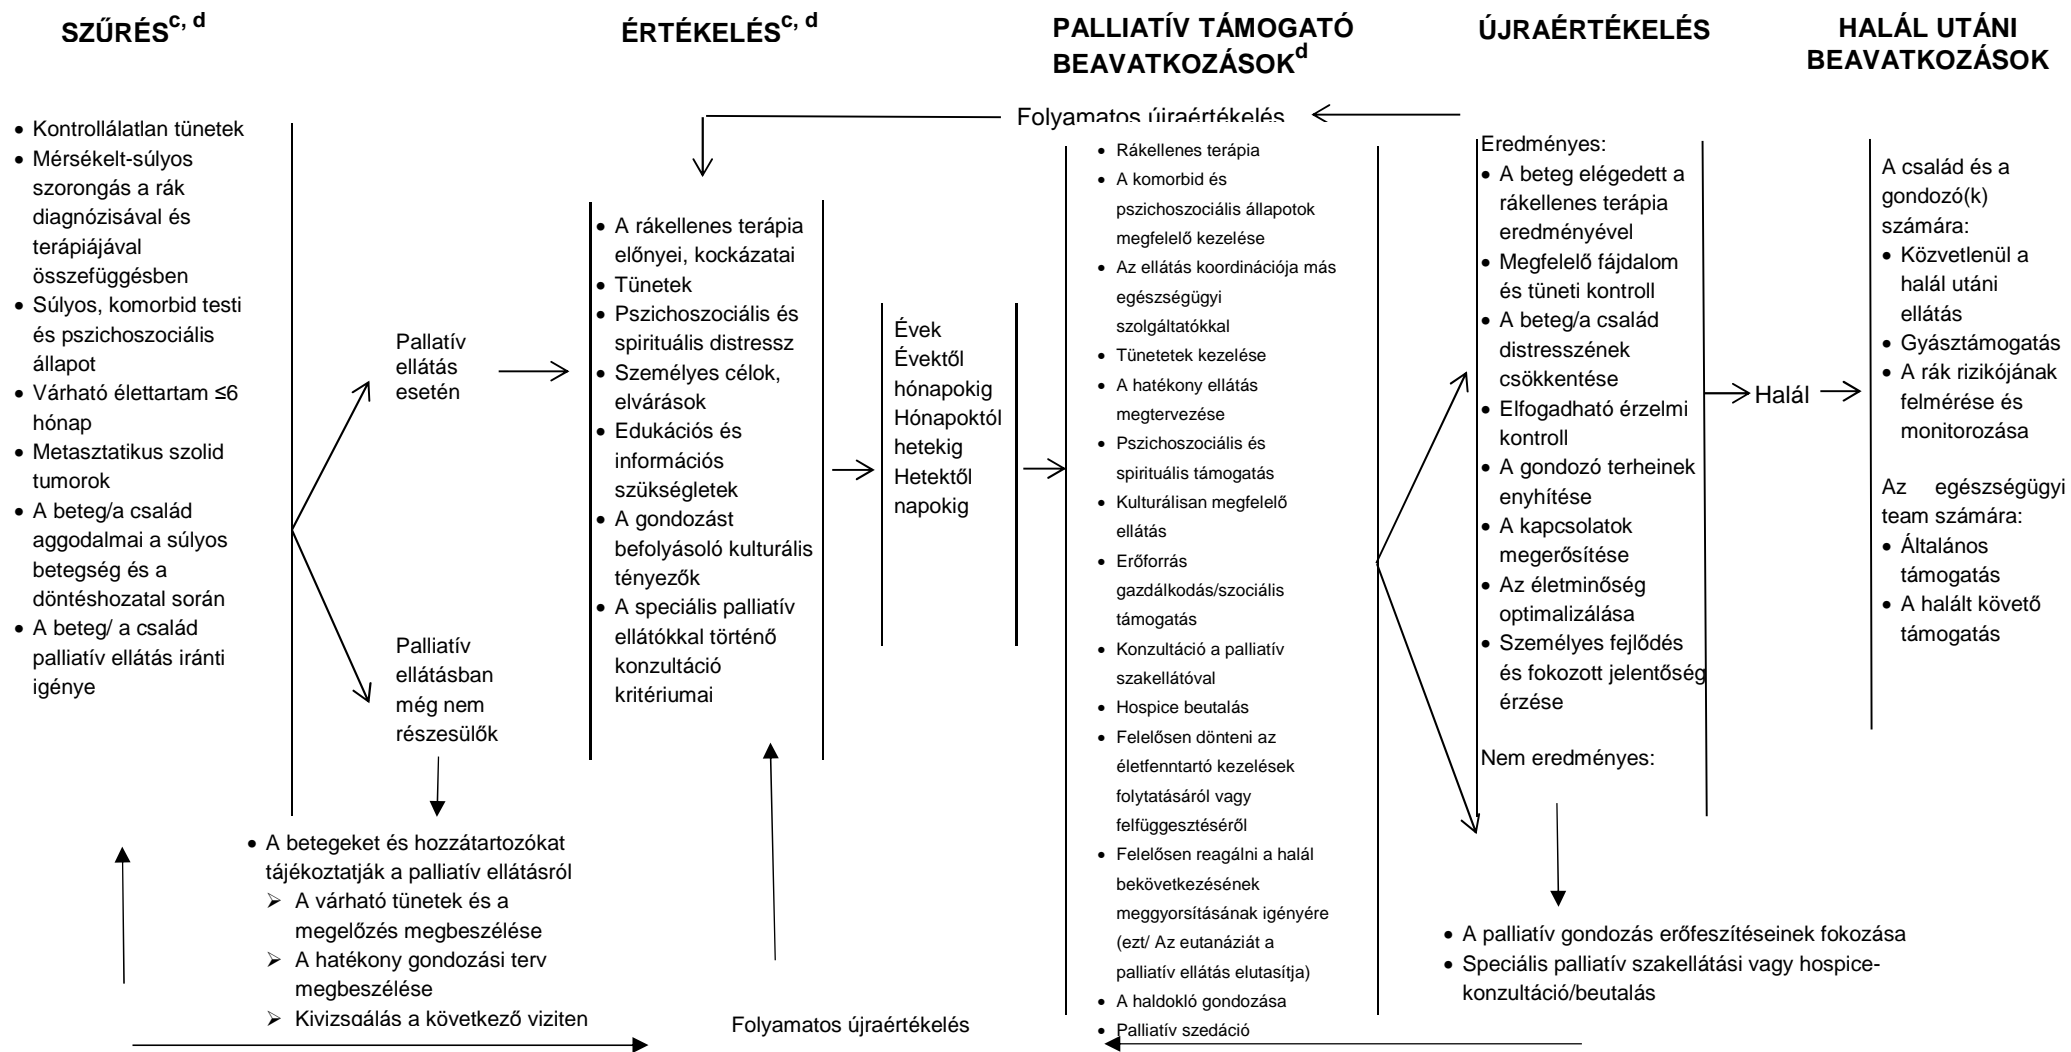 SZŰRÉSc, d
ÉRTÉKELÉSc, d
PALLIATÍV TÁMOGATÓ
BEAVATKOZÁSOKd
ÚJRAÉRTÉKELÉS
HALÁL UTÁNI
BEAVATKOZÁSOK
• Kontrollálatlan tünetek
• Mérsékelt-súlyos
szorongás a rák
diagnózisával és
terápiájával
összefüggésben
• Súlyos, komorbid testi
és pszichoszociális
állapot
• Várható élettartam ≤6
hónap
• Metasztatikus szolid
tumorok
• A beteg/a család
aggodalmai a súlyos
betegség és a
döntéshozatal során
• A beteg/ a család
palliatív ellátás iránti
igénye
Pallatív
ellátás
esetén
Palliatív
ellátásban
még nem
részesülők
• A betegeket és hozzátartozókat
tájékoztatják a palliatív ellátásról
➢ A várható tünetek és a
megelőzés megbeszélése
➢ A hatékony gondozási terv
megbeszélése
➢ Kivizsgálás a következő viziten
Folyamatos újraértékelés
• A rákellenes terápia
előnyei, kockázatai
• Tünetek
• Pszichoszociális és
spirituális distressz
• Személyes célok,
elvárások
• Edukációs és
információs
szükségletek
• A gondozást
befolyásoló kulturális
tényezők
• A speciális palliatív
ellátókkal történő
konzultáció
kritériumai
Folyamatos újraértékelés
Évek
Évektől
hónapokig
Hónapoktól
hetekig
Hetektől
napokig
• Rákellenes terápia
• A komorbid és
pszichoszociális állapotok
megfelelő kezelése
• Az ellátás koordinációja más
egészségügyi
szolgáltatókkal
• Tünetetek kezelése
• A hatékony ellátás
megtervezése
• Pszichoszociális és
spirituális támogatás
• Kulturálisan megfelelő
ellátás
• Erőforrás
gazdálkodás/szociális
támogatás
• Konzultáció a palliatív
szakellátóval
• Hospice beutalás
• Felelősen dönteni az
életfenntartó kezelések
folytatásáról vagy
felfüggesztéséről
• Felelősen reagálni a halál
bekövetkezésének
meggyorsításának igényére
(ezt/ Az eutanáziát a
palliatív ellátás elutasítja)
• A haldokló gondozása
• Palliatív szedáció
Eredményes:
• A beteg elégedett a
rákellenes terápia
eredményével
• Megfelelő fájdalom
és tüneti kontroll
• A beteg/a család
distresszének
csökkentése
• Elfogadható érzelmi
kontroll
• A gondozó terheinek
enyhítése
• A kapcsolatok
megerősítése
• Az életminőség
optimalizálása
• Személyes fejlődés
és fokozott jelentőség
érzése
Nem eredményes:
• A palliatív gondozás erőfeszítéseinek fokozása
• Speciális palliatív szakellátási vagy hospice-
konzultáció/beutalás
Halál
A család és a
gondozó(k)
számára:
• Közvetlenül a
halál utáni
ellátás
• Gyásztámogatás
• A rák rizikójának
felmérése és
monitorozása
Az egészségügyi
team számára:
• Általános
támogatás
• A halált követő
támogatás